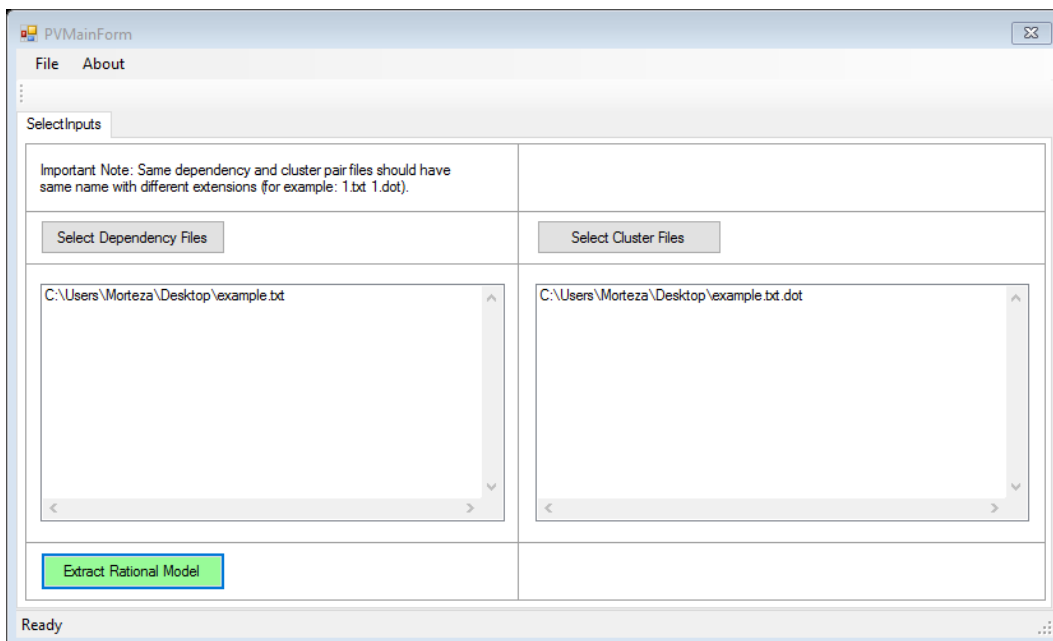 PVMainForm
File About
SelectInputs
Important Note: Same dependency and cluster pair files should have
same name with different extensions (for example: 1.txt 1.dot).
Select Dependency Files
Select Cluster Files
C:\Users\Morteza\Desktop\example.txt
C:\Users\Morteza\Desktop\example.txt.dot
Extract Rational Model
Ready